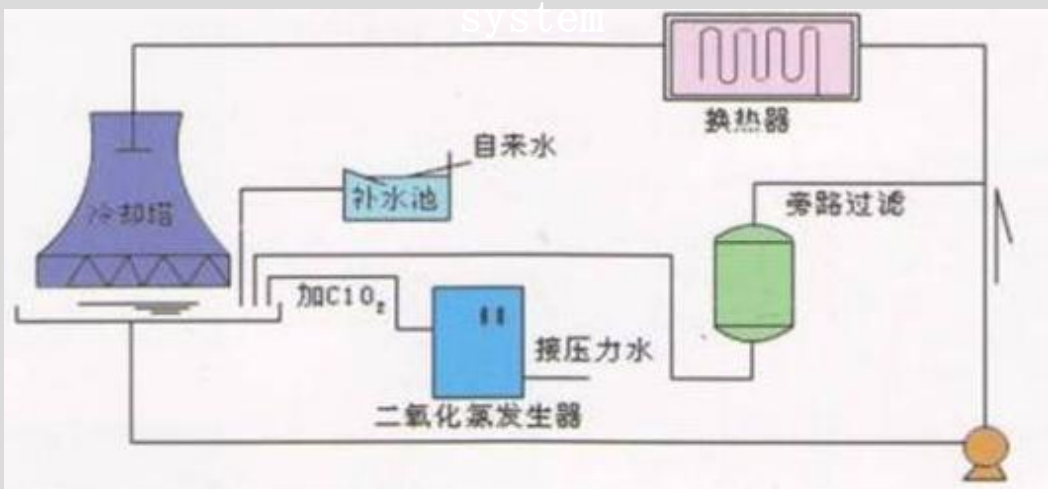 system
换热器
自来水
补水池
冷却塔
旁路过滤
加ClO₂
接压力水
二氧化氯发生器